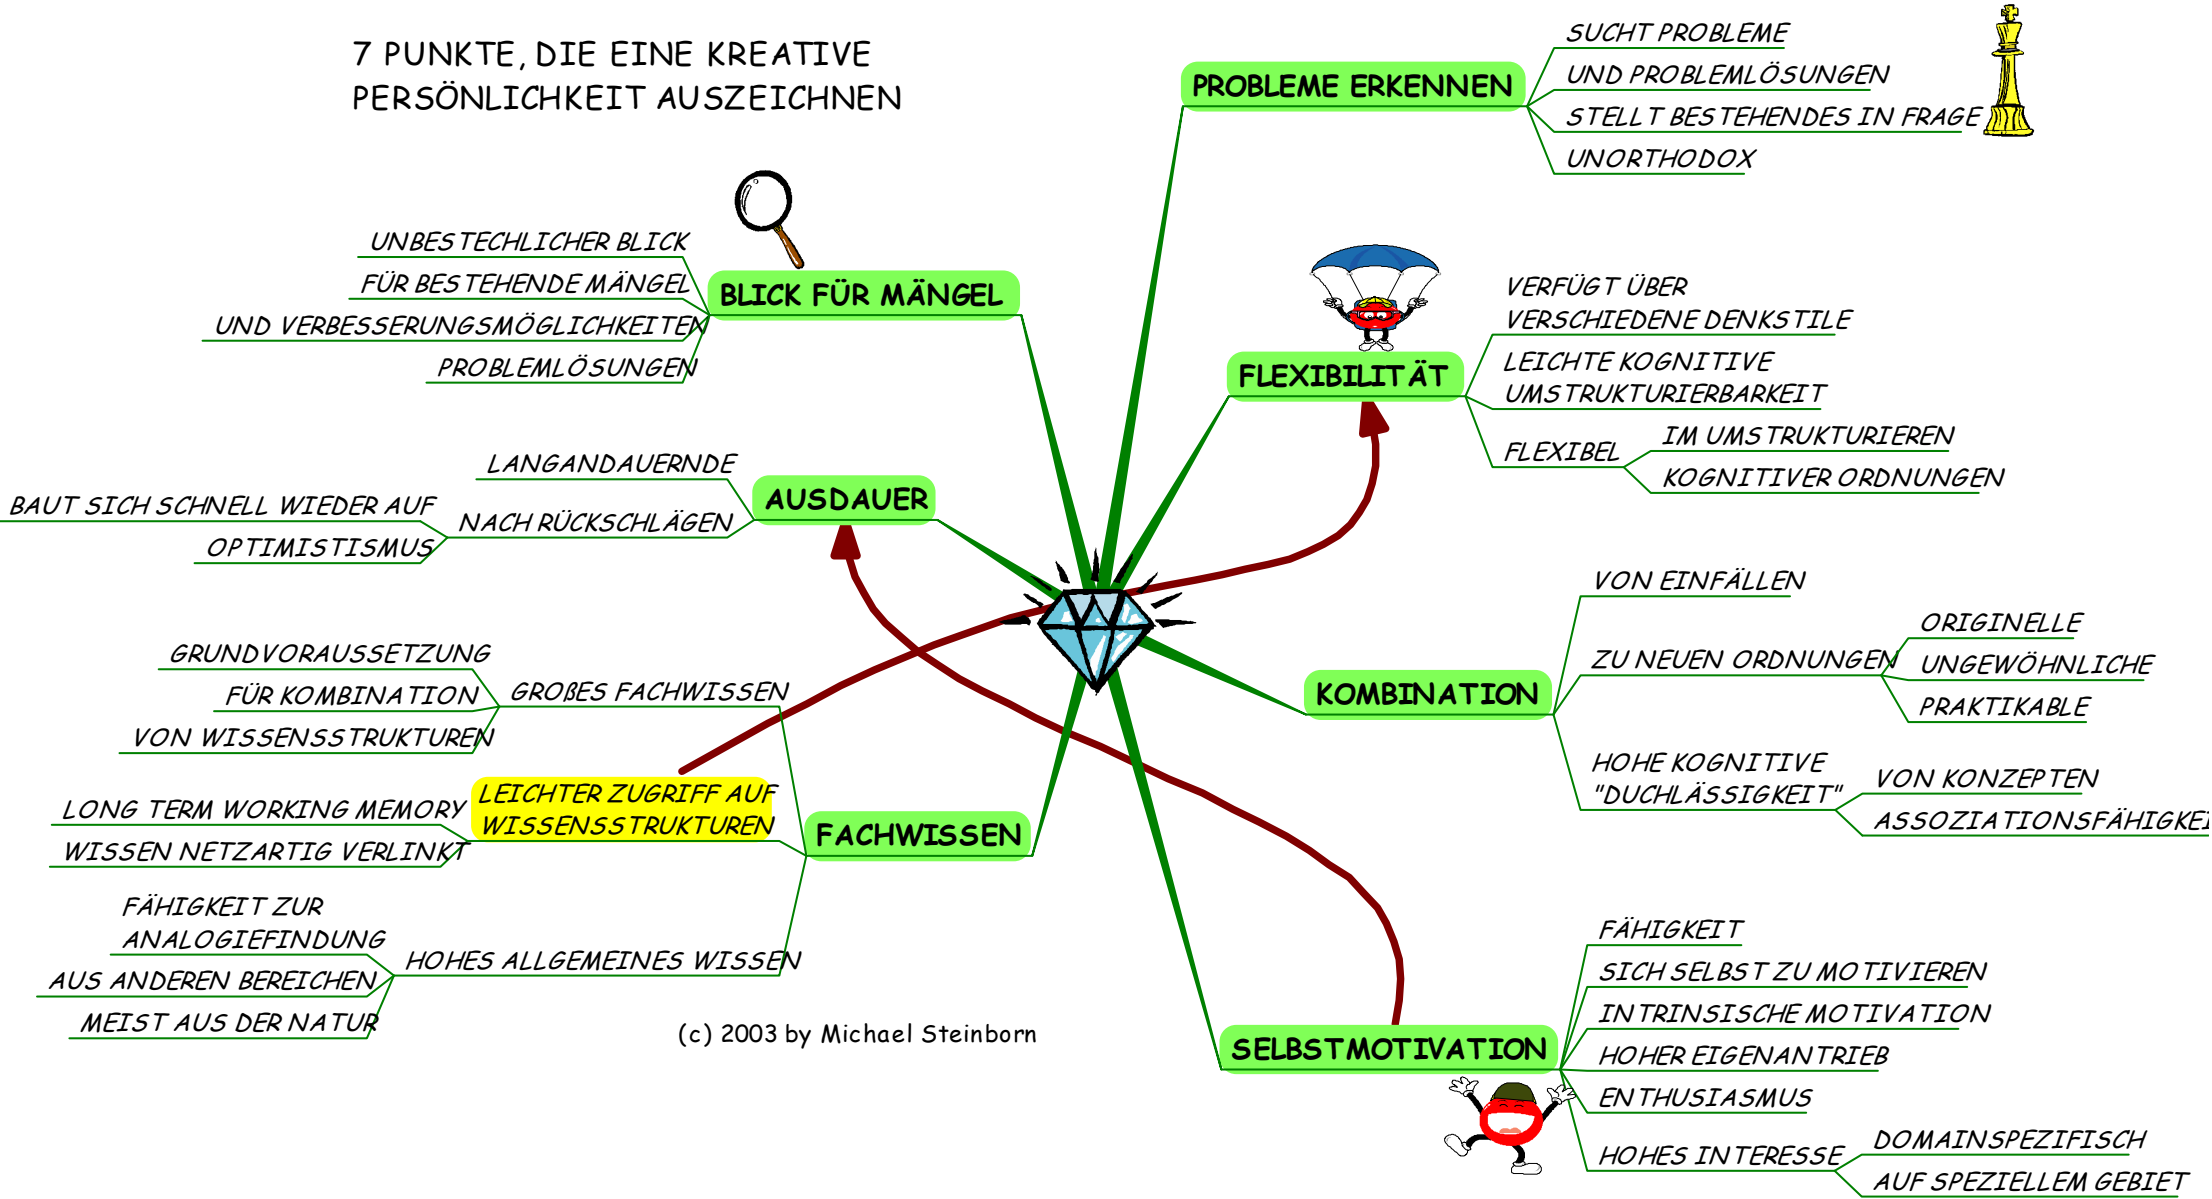 7 PUNKTE, DIE EINE KREATIVE
PERSÖNLICHKEIT AUSZEICHNEN
PROBLEME ERKENNEN
SUCHT PROBLEME
UND PROBLEMLÖSUNGEN
STELLT BESTEHENDES IN FRAGE
UNORTHODOX
FLEXIBILITÄT
VERFÜGT ÜBER
VERSCHIEDENE DENKSTILE
LEICHTE KOGNITIVE
UMSTRUKTURIERBARKEIT
FLEXIBEL
IM UMSTRUKTURIEREN
KOGNITIVER ORDNUNGEN
KOMBINATION
VON EINFÄLLEN
ZU NEUEN ORDNUNGEN
ORIGINELLE
UNGEWÖHNLICHE
PRAKTIKABLE
HOHE KOGNITIVE
"DUCHLÄSSIGKEIT"
VON KONZEPTEN
ASSOZIATIONSFÄHIGKEI
SELBSTMOTIVATION
FÄHIGKEIT
SICH SELBST ZU MOTIVIEREN
INTRINSISCHE MOTIVATION
HOHER EIGENANTRIEB
ENTHUSIASMUS
HOHES INTERESSE
DOMAINSPEZIFISCH
AUF SPEZIELLEM GEBIET
BLICK FÜR MÄNGEL
UNBESTECHLICHER BLICK
FÜR BESTEHENDE MÄNGEL
UND VERBESSERUNGSMÖGLICHKEITEN
PROBLEMLÖSUNGEN
AUSDAUER
LANGANDAUERNDE
NACH RÜCKSCHLÄGEN
BAUT SICH SCHNELL WIEDER AUF
OPTIMISTISMUS
FACHWISSEN
GROßES FACHWISSEN
GRUNDVORAUSSETZUNG
FÜR KOMBINATION
VON WISSENSSTRUKTUREN
LEICHTER ZUGRIFF AUF
WISSENSSTRUKTUREN
LONG TERM WORKING MEMORY
WISSEN NETZARTIG VERLINKT
HOHES ALLGEMEINES WISSEN
FÄHIGKEIT ZUR
ANALOGIEFINDUNG
AUS ANDEREN BEREICHEN
MEIST AUS DER NATUR
(c) 2003 by Michael Steinborn